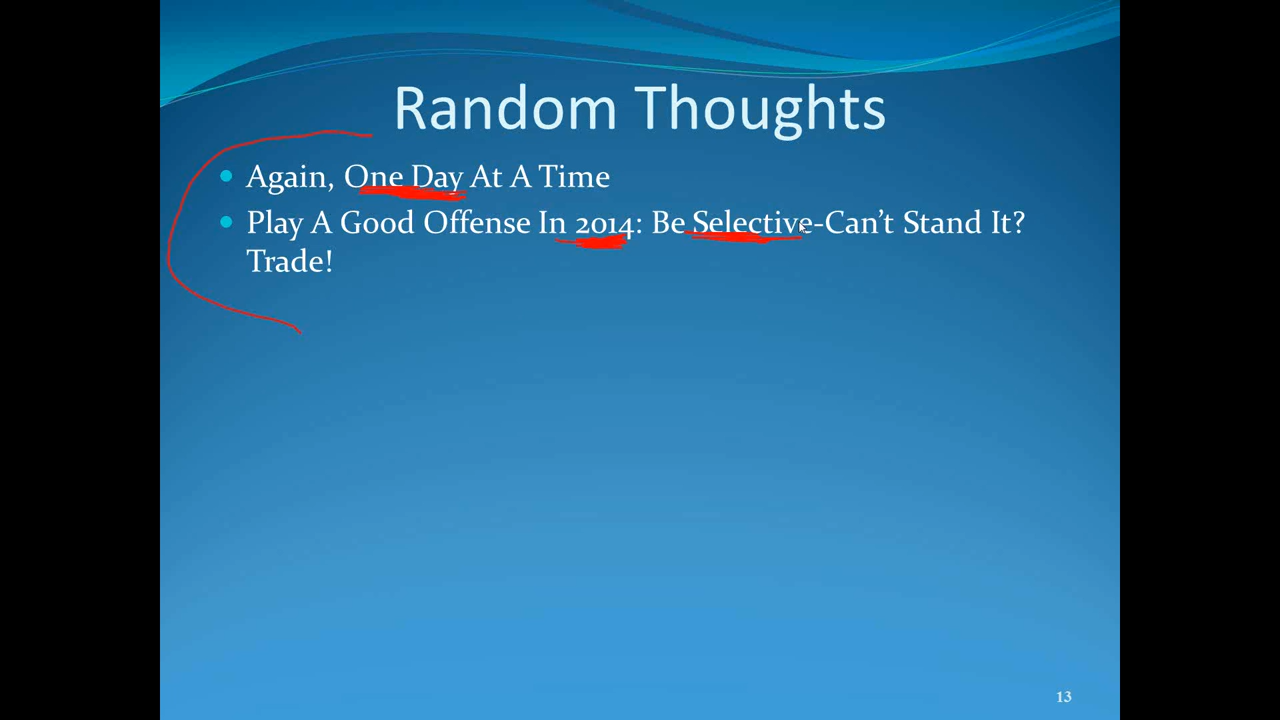 Random Thoughts
Again, One Day At A Time
Play A Good Offense In 2014: Be Selective-Can’t Stand It?
Trade!
13